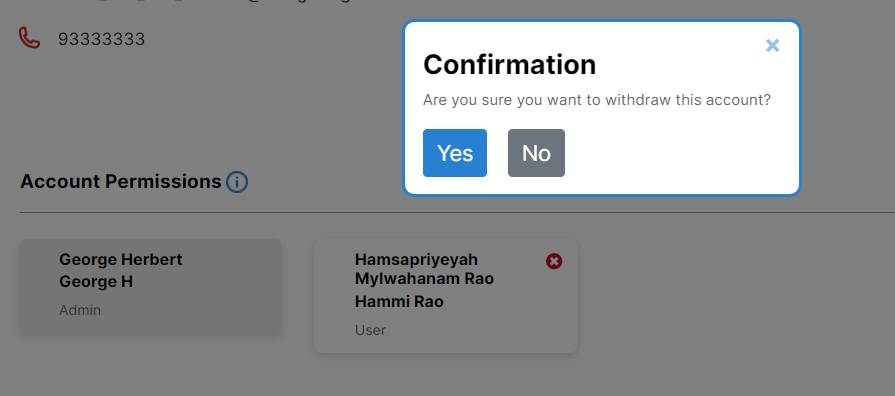 93333333
Confirmation
Are you sure you want to withdraw this account?
Yes
No
Account Permissions
George Herbert
George H
Admin
Hamsapriyeyah
Mylwahanam Rao
Hammi Rao
User